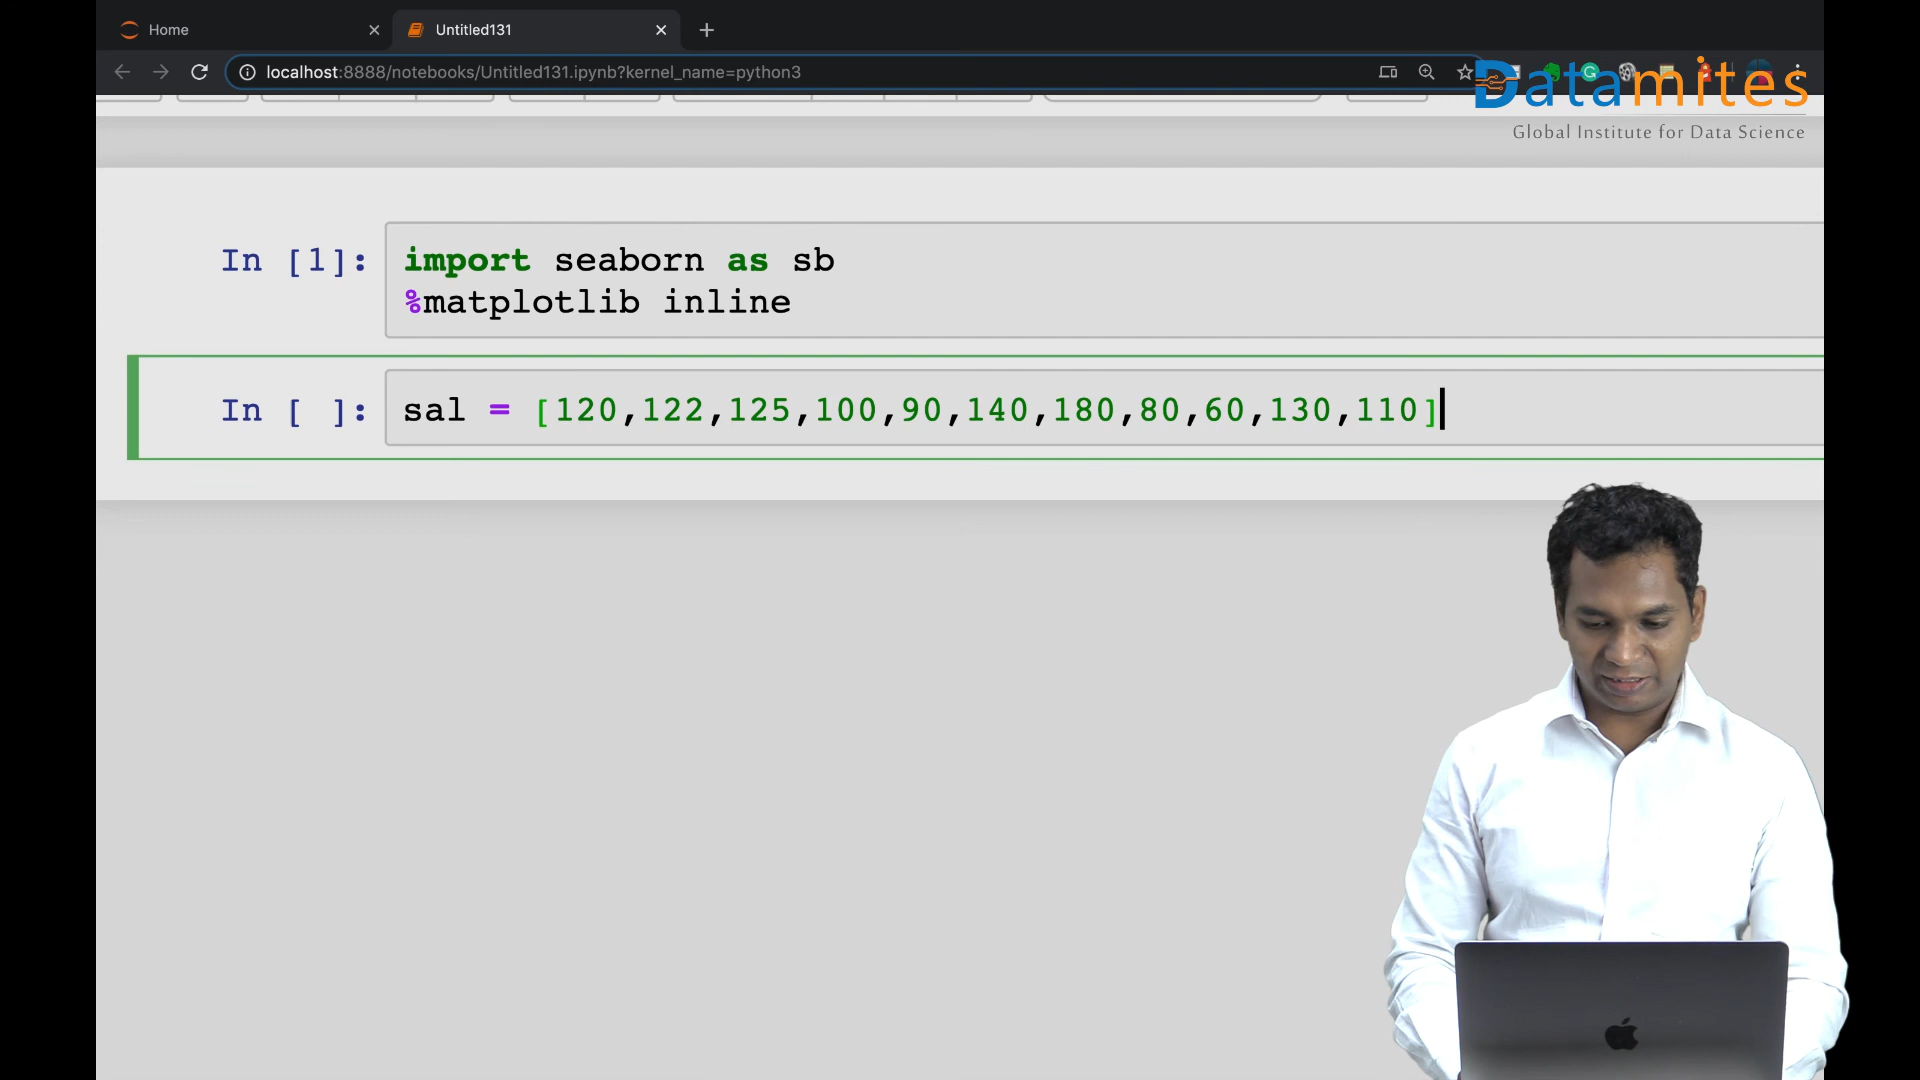 Home
Untitled131
localhost:8888/notebooks/Untitled131.ipynb?kernel_name=python3
Datamites
Global Institute for Data Science
In [1]:
import seaborn as sb
%matplotlib inline
In [ ]:
sal = [120,122,125,100,90,140,180,80,60,130,110]